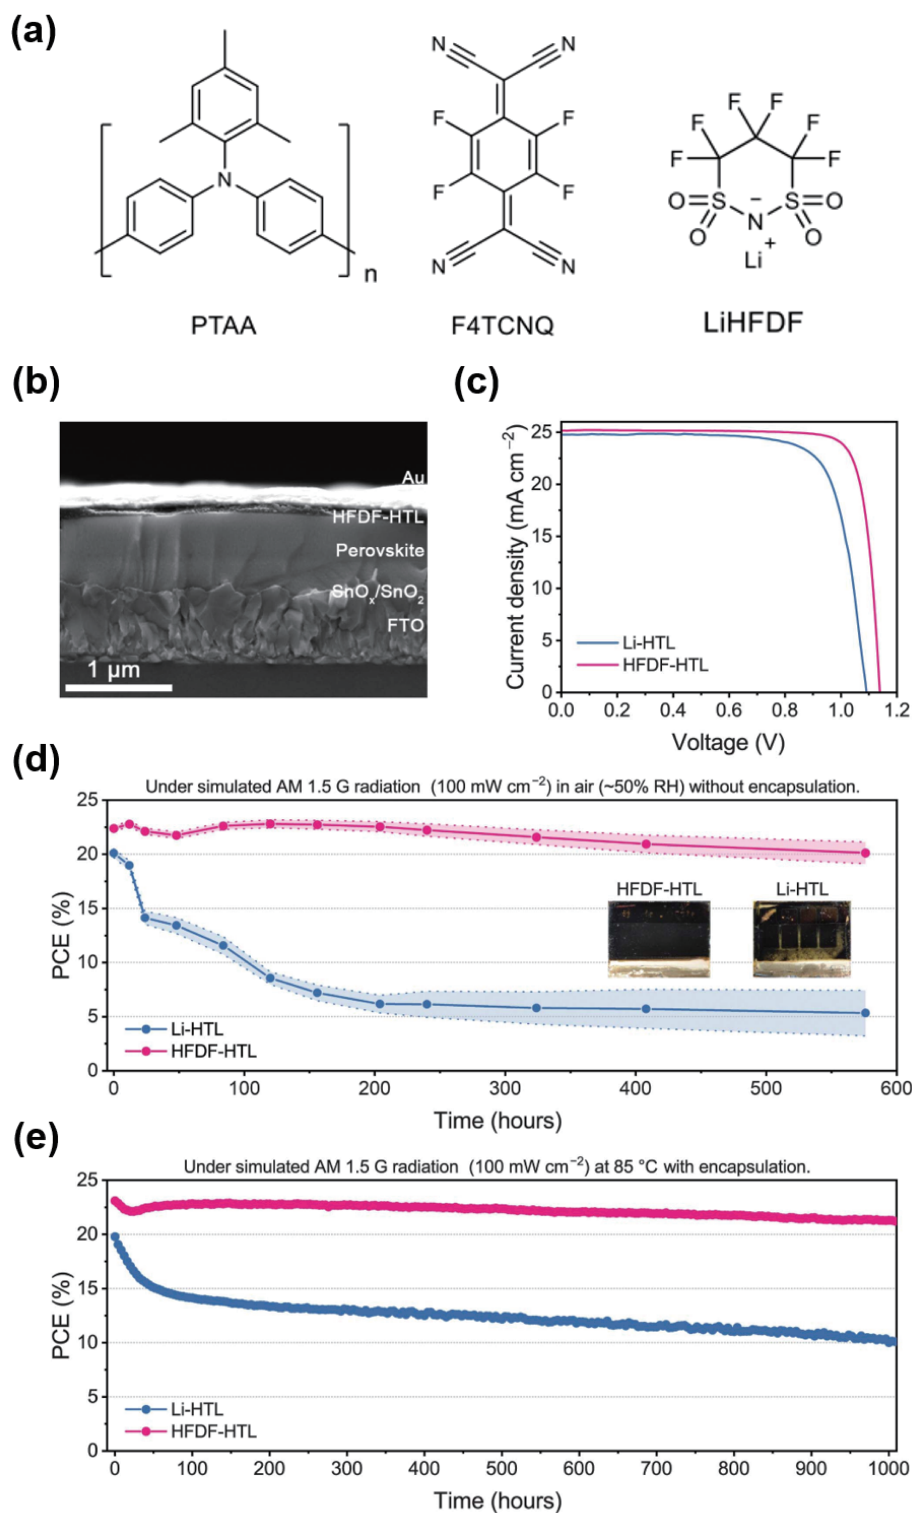 (a)
N
n
PTAA
N N
F F
F F
N N
F4TCNQ
F F
F F
F F
O S − S O
O N O
Li +
LiHFDF
(b)
Au
HFDF-HTL
Perovskite
SnOx/SnO2
FTO
1 μm
(c)
Current density (mA cm−2)
25
20
15
10
5
0
Li-HTL
HFDF-HTL
0.0 0.2 0.4 0.6 0.8 1.0 1.2
Voltage (V)
(d)
Under simulated AM 1.5 G radiation (100 mW cm−2) in air (~50% RH) without encapsulation.
PCE (%)
25
20
15
10
5
0
HFDF-HTL Li-HTL
Li-HTL
HFDF-HTL
0 100 200 300 400 500 600
Time (hours)
(e)
Under simulated AM 1.5 G radiation (100 mW cm−2) at 85 °C with encapsulation.
PCE (%)
25
20
15
10
5
0
Li-HTL
HFDF-HTL
0 100 200 300 400 500 600 700 800 900 1000
Time (hours)